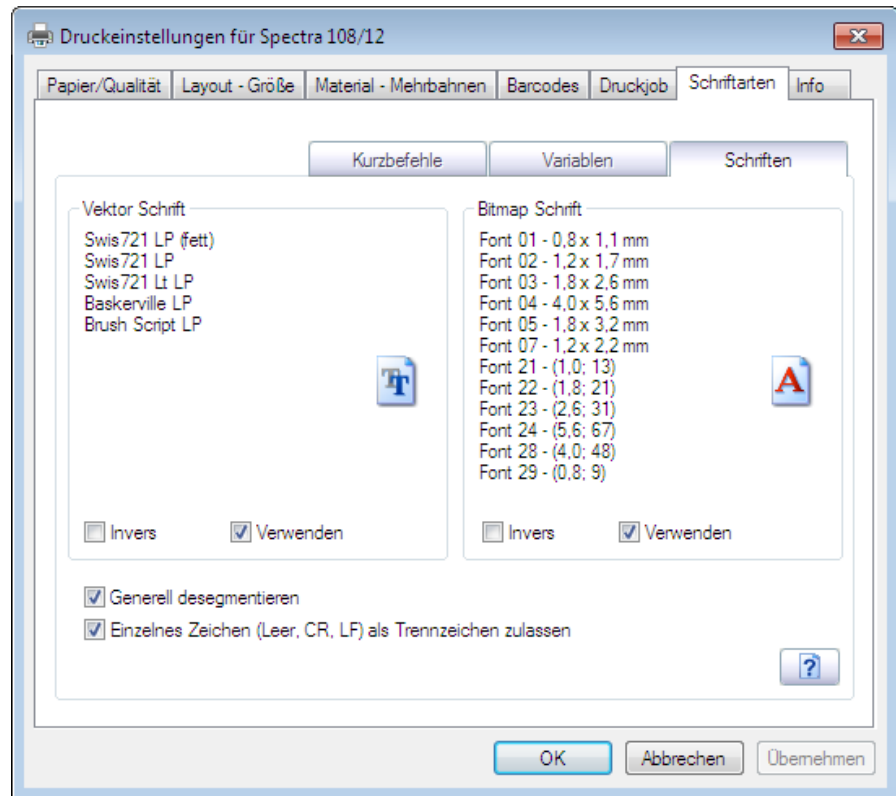 Druckeinstellungen für Spectra 108/12
Papier/Qualität Layout - Größe Material - Mehrbahnen Barcodes Druckjob Schriftarten Info
Kurzbefehle Variablen Schriften
Vektor Schrift
Swis721 LP (fett)
Swis721 LP
Swis721 Lt LP
Baskerville LP
Brush Script LP
Invers Verwenden
Bitmap Schrift
Font 01 - 0,8 x 1,1 mm
Font 02 - 1,2 x 1,7 mm
Font 03 - 1,8 x 2,6 mm
Font 04 - 4,0 x 5,6 mm
Font 05 - 1,8 x 3,2 mm
Font 07 - 1,2 x 2,2 mm
Font 21 - (1,0; 13)
Font 22 - (1,8; 21)
Font 23 - (2,6; 31)
Font 24 - (5,6; 67)
Font 28 - (4,0; 48)
Font 29 - (0,8; 9)
Invers Verwenden
Generell desegmentieren
Einzelnes Zeichen (Leer, CR, LF) als Trennzeichen zulassen
OK Abbrechen Übernehmen